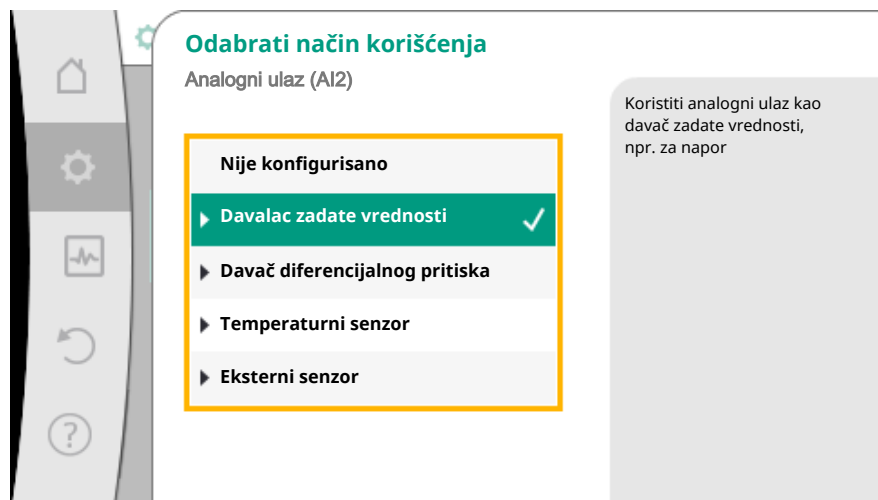 Odabrati način korišćenja
Analogni ulaz (AI2)
Nije konfigurisano
Davalac zadate vrednosti
Davač diferencijalnog pritiska
Temperaturni senzor
Eksterni senzor
Koristiti analogni ulaz kao
davač zadate vrednosti,
npr. za napor
?